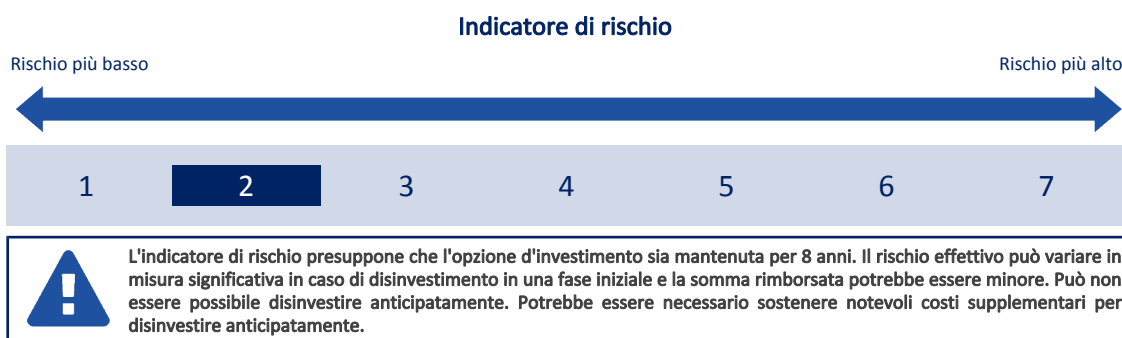 Indicatore di rischio
Rischio più basso
Rischio più alto
1 2 3 4 5 6 7
L'indicatore di rischio presuppone che l'opzione d'investimento sia mantenuta per 8 anni. Il rischio effettivo può variare in
misura significativa in caso di disinvestimento in una fase iniziale e la somma rimborsata potrebbe essere minore. Può non
essere possibile disinvestire anticipatamente. Potrebbe essere necessario sostenere notevoli costi supplementari per
disinvestire anticipatamente.